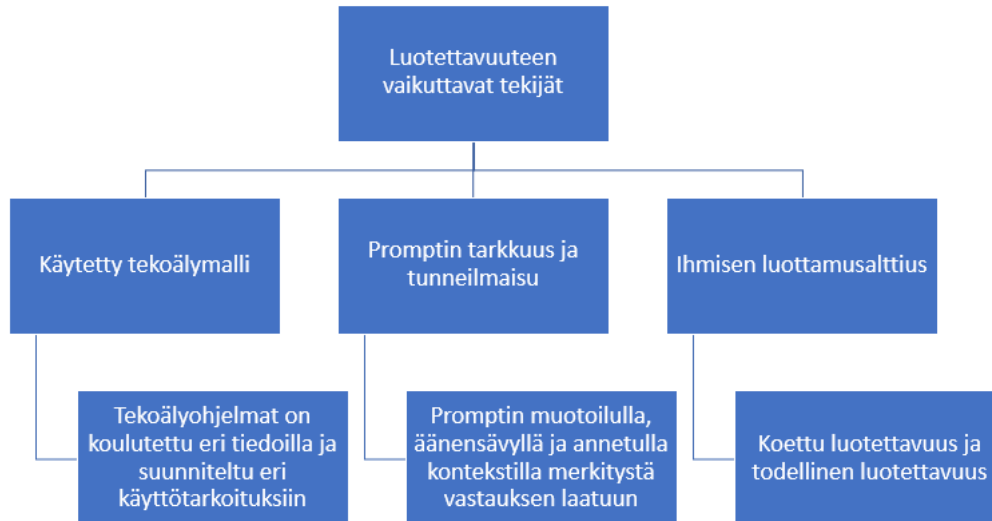 Luotettavuuteen
vaikuttavat tekijät
Käytetty tekoälymalli
Promptin tarkkuus ja
tunneilmaisu
Ihmisen luottamusalttius
Tekoälyohjelmat on
koulutettu eri tiedoilla ja
suunniteltu eri
käyttötarkoituksiin
Promptin muotoilulla,
äänensävyllä ja annetulla
kontekstilla merkitystä
vastauksen laatuun
Koettu luotettavuus ja
todellinen luotettavuus